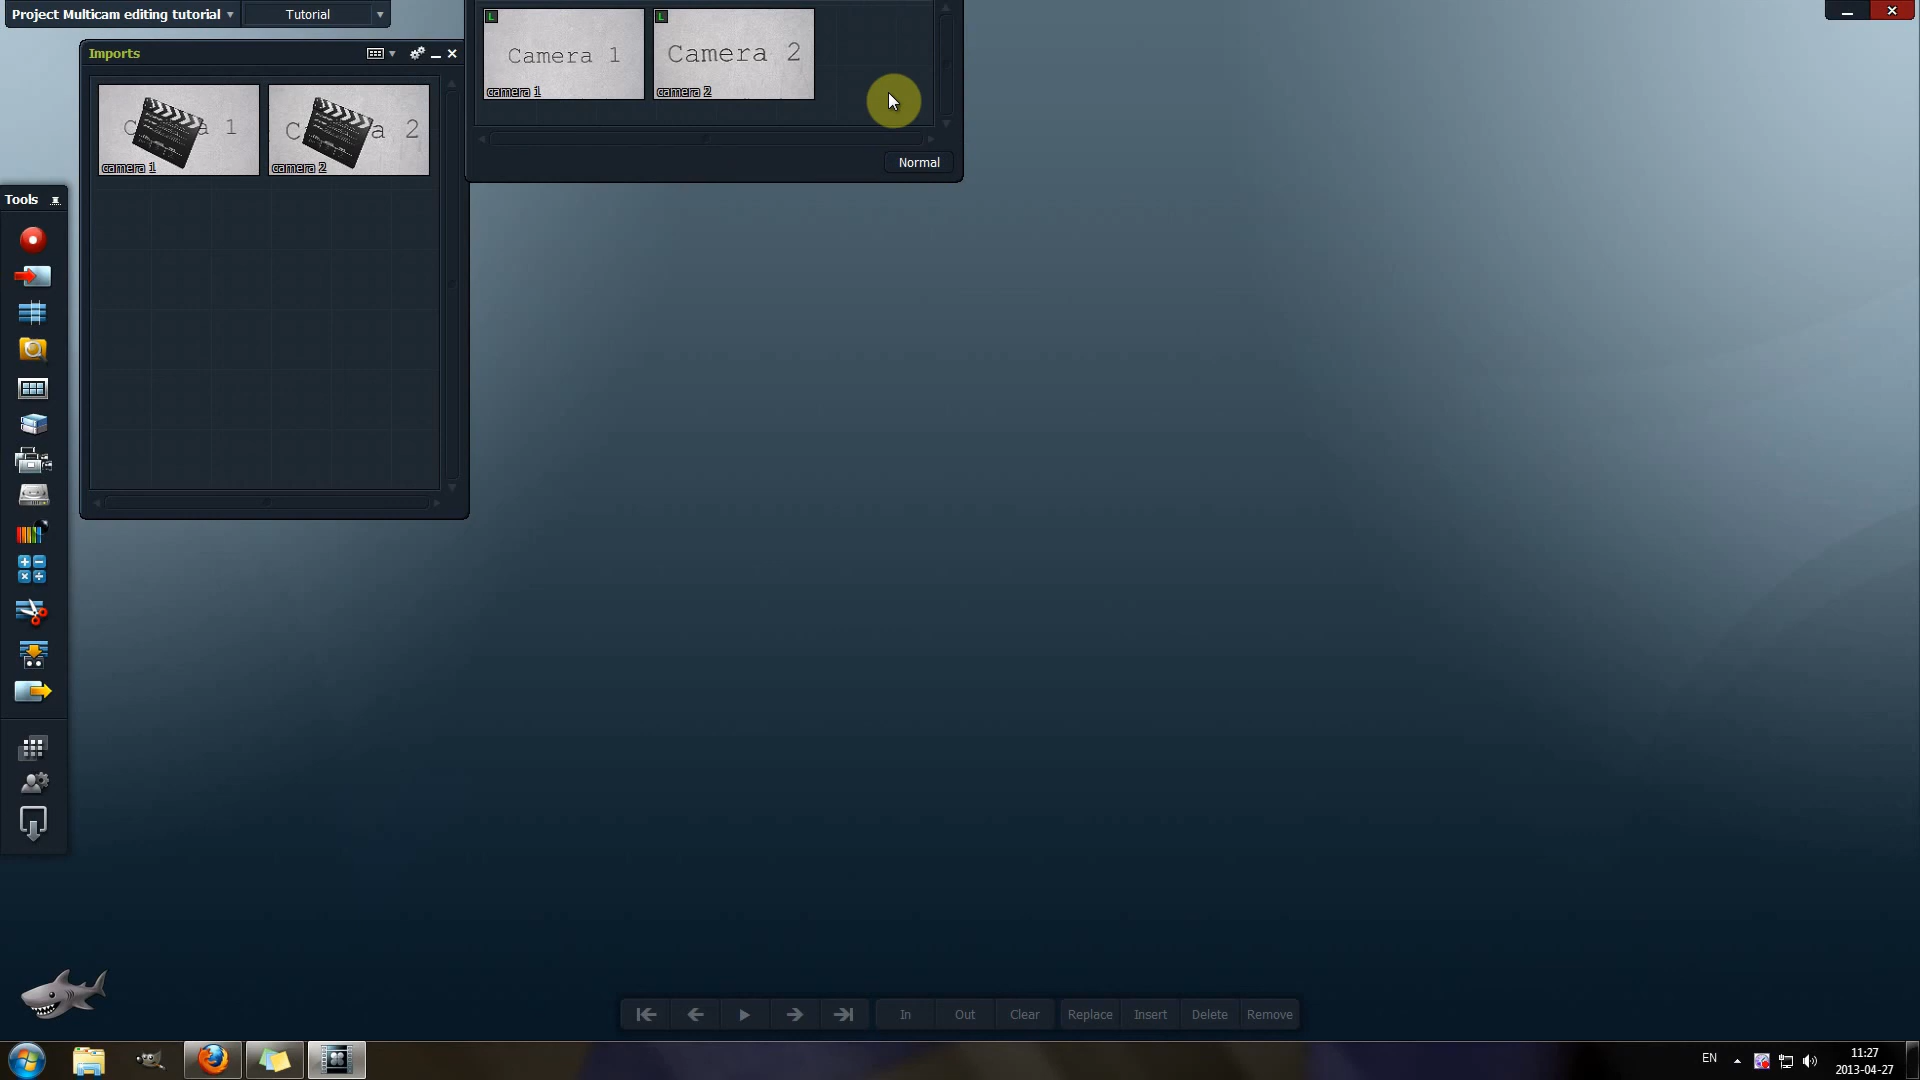 Project Multicam editing tutorial
Tutorial
Imports
Camera 1
camera 1
Camera 2
camera 2
a 1
camera 1
a 2
camera 2
Normal
Tools
In
Out
Clear
Replace
Insert
Delete
Remove
EN
11:27
2013-04-27